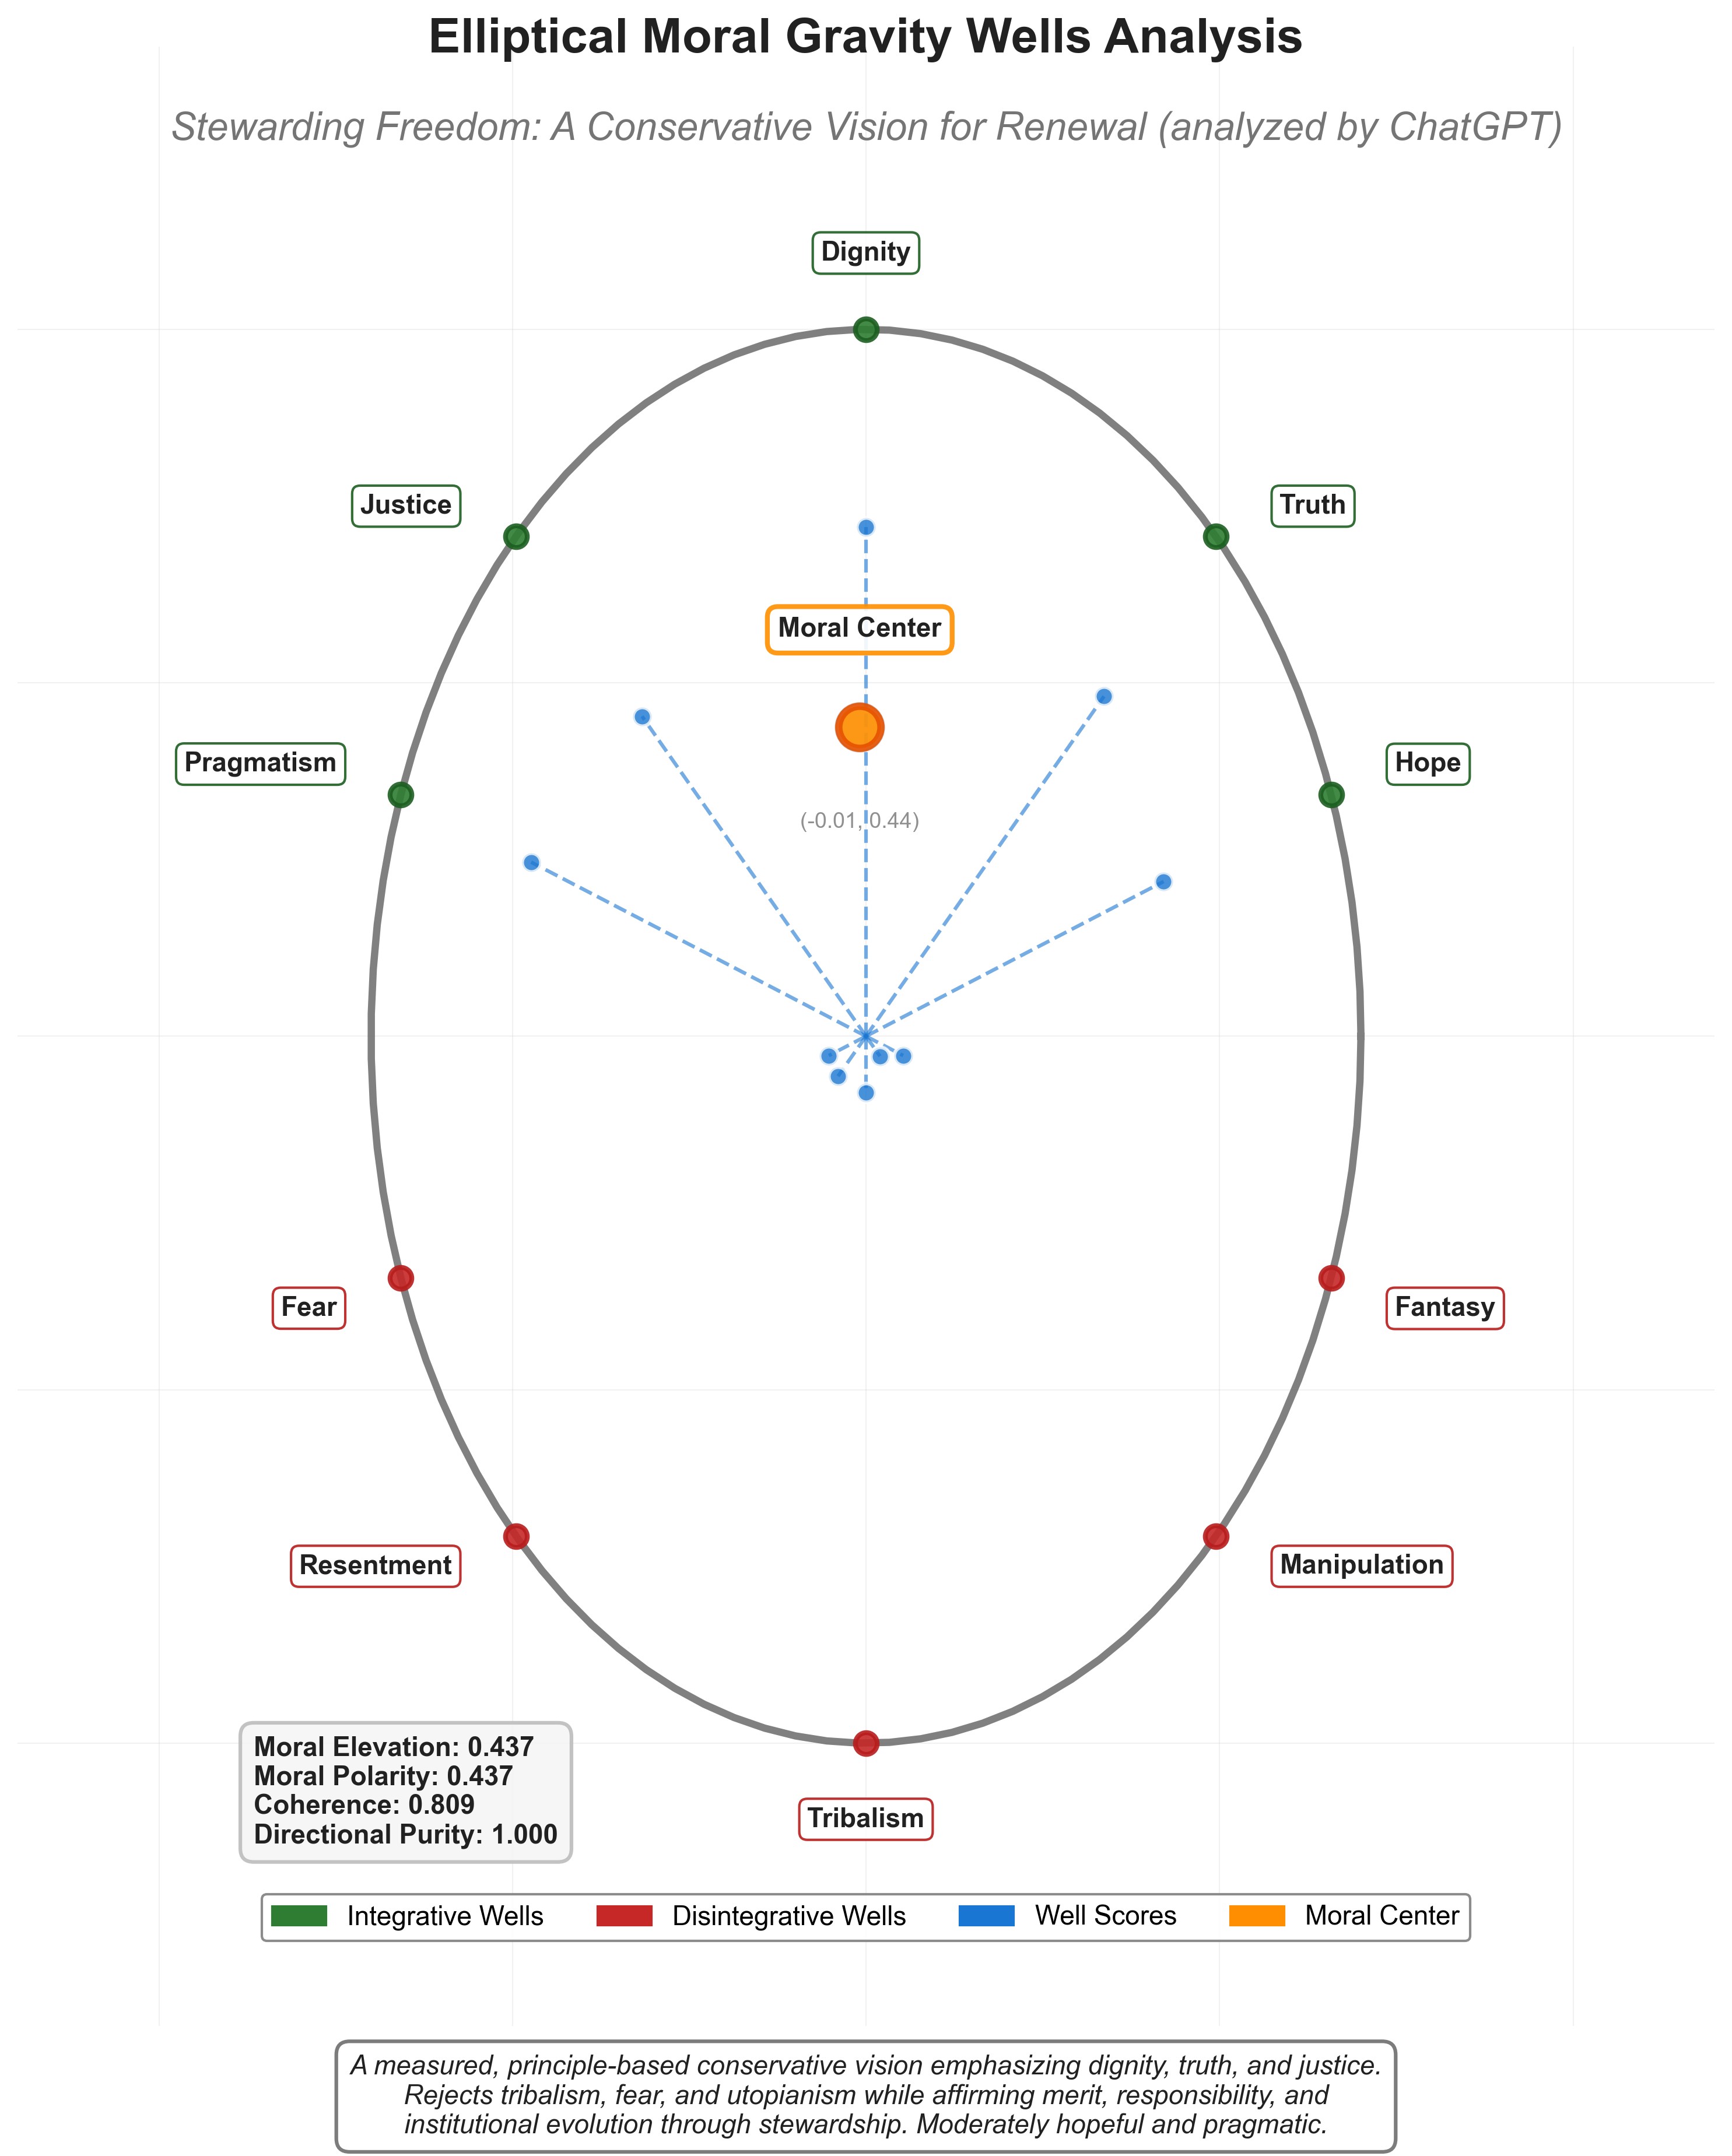 Elliptical Moral Gravity Wells Analysis
Stewarding Freedom: A Conservative Vision for Renewal (analyzed by ChatGPT)
Dignity
Justice
Truth
Moral Center
Pragmatism
Hope
(-0.01, 0.44)
Fear
Fantasy
Resentment
Manipulation
Tribalism
Moral Elevation: 0.437
Moral Polarity: 0.437
Coherence: 0.809
Directional Purity: 1.000
Integrative Wells
Disintegrative Wells
Well Scores
Moral Center
A measured, principle-based conservative vision emphasizing dignity, truth, and justice.
Rejects tribalism, fear, and utopianism while affirming merit, responsibility, and
institutional evolution through stewardship. Moderately hopeful and pragmatic.